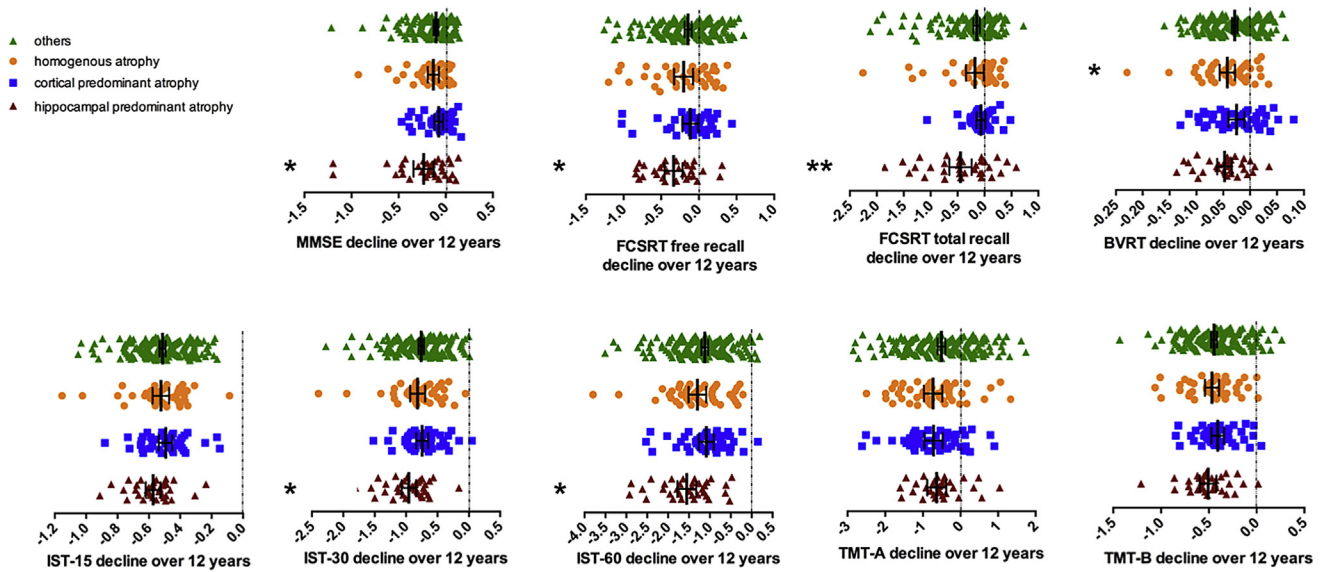 others
homogenous atrophy
cortical predominant atrophy
hippocampal predominant atrophy
*
*
**
*
-1.5 -1.0 -0.5 0.0 0.5
MMSE decline over 12 years
-1.5 -1.0 -0.5 0.0 0.5 1.0
FCSRT free recall
decline over 12 years
-2.5 -2.0 -1.5 -1.0 -0.5 0.0 0.5 1.0
FCSRT total recall
decline over 12 years
-0.25 -0.20 -0.15 -0.10 -0.05 0.00 0.05 0.10
BVRT decline over 12 years
*
*
-1.2 -1.0 -0.8 -0.6 -0.4 -0.2 0.0
IST-15 decline over 12 years
-2.5 -2.0 -1.5 -1.0 -0.5 0.0 0.5
IST-30 decline over 12 years
-4.0 -3.5 -3.0 -2.5 -2.0 -1.5 -1.0 -0.5 0.0 0.5
IST-60 decline over 12 years
-3 -2 -1 0 1 2
TMT-A decline over 12 years
-1.5 -1.0 -0.5 0.0 0.5
TMT-B decline over 12 years